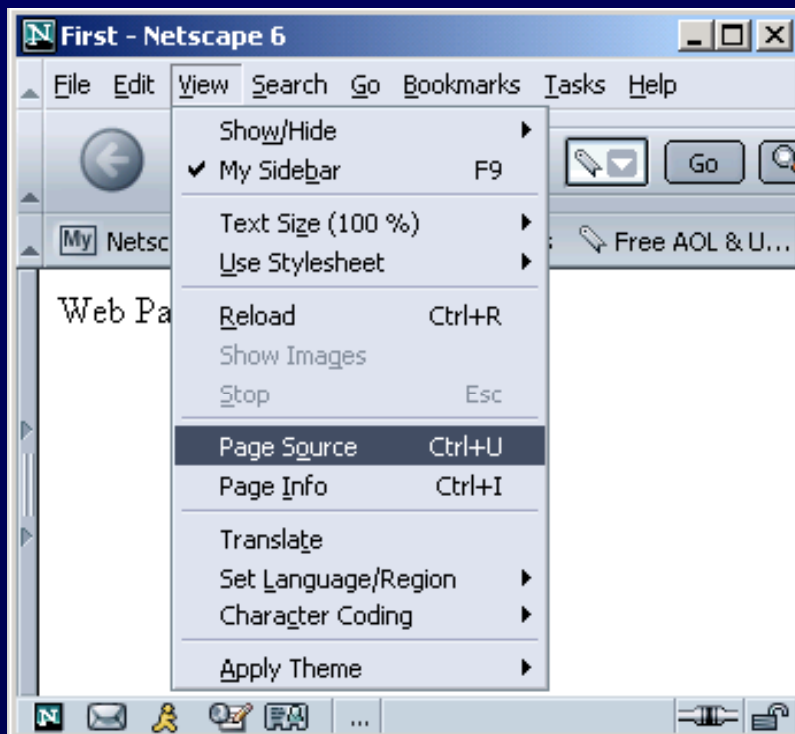 N First - Netscape 6
File Edit View Search Go Bookmarks Tasks Help
Show/Hide
My Sidebar F9
Go
Text Size (100 %)
My Netsc Free AOL & U...
Use Stylesheet
Web Pa
Reload Ctrl+R
Show Images
Stop Esc
Page Source Ctrl+U
Page Info Ctrl+I
Translate
Set Language/Region
Character Coding
Apply Theme
N ...